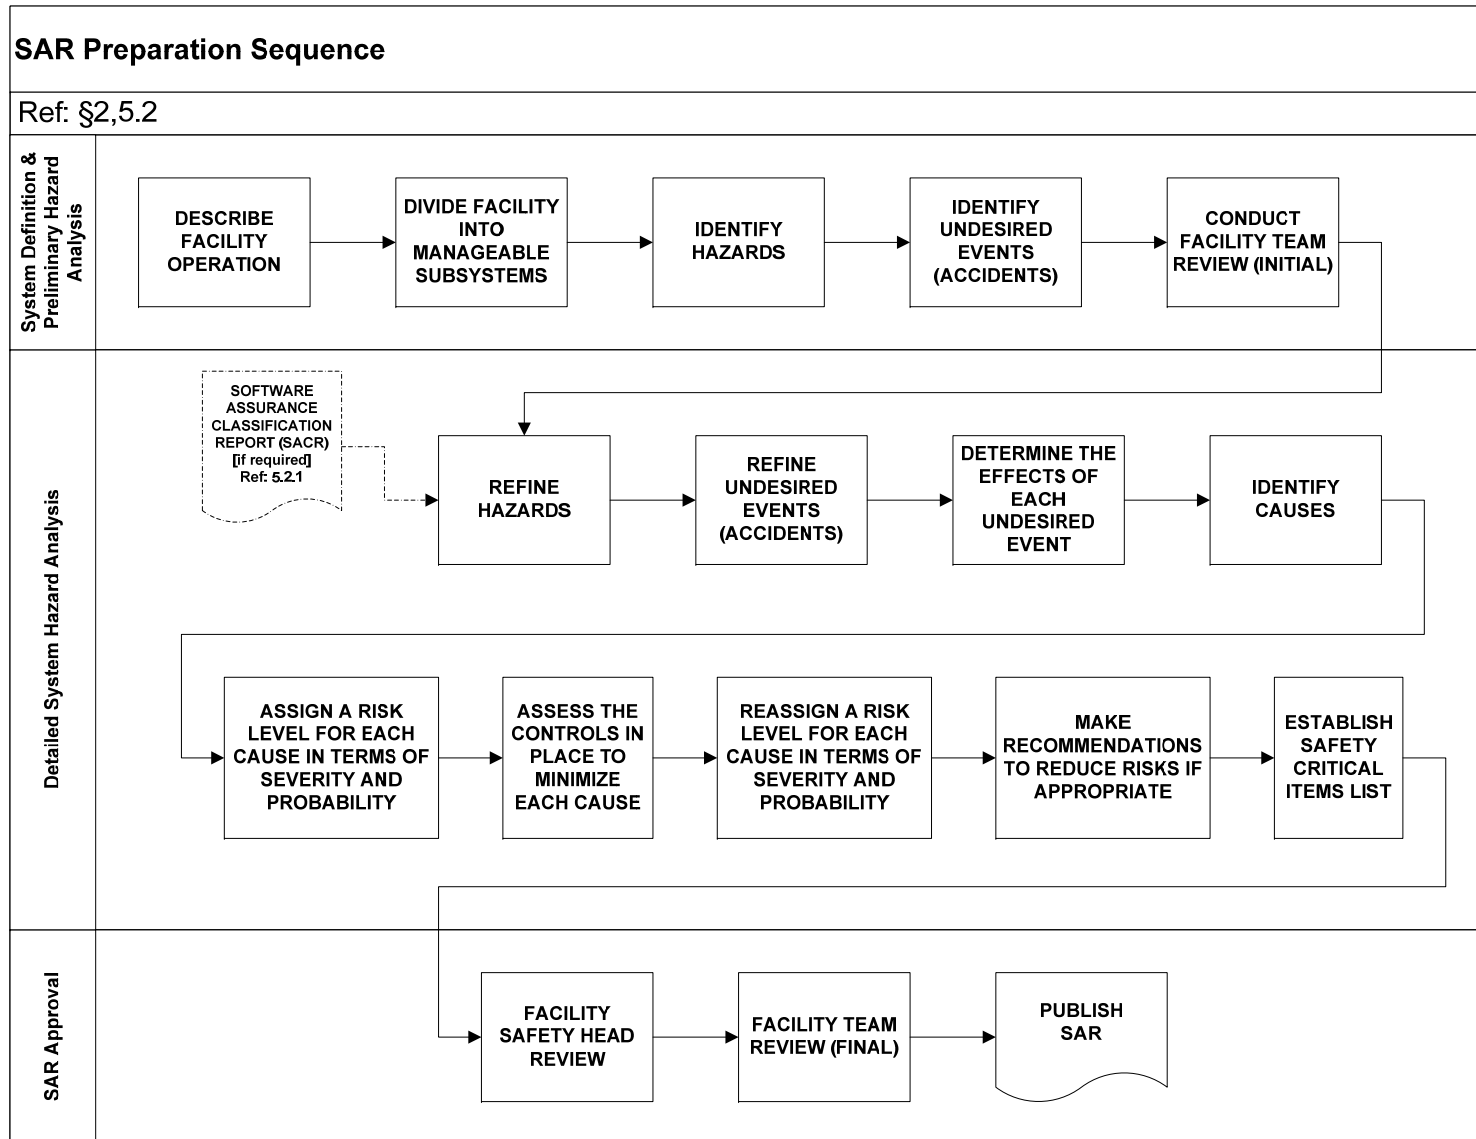 SAR Preparation Sequence
Ref: §2,5.2
System Definition &
Preliminary Hazard
Analysis
DESCRIBE
FACILITY
OPERATION
DIVIDE FACILITY
INTO
MANAGEABLE
SUBSYSTEMS
IDENTIFY
HAZARDS
IDENTIFY
UNDESIRED
EVENTS
(ACCIDENTS)
CONDUCT
FACILITY TEAM
REVIEW (INITIAL)
Detailed System Hazard Analysis
SOFTWARE
ASSURANCE
CLASSIFICATION
REPORT (SACR)
[if required]
Ref: 5.2.1
REFINE
HAZARDS
REFINE
UNDESIRED
EVENTS
(ACCIDENTS)
DETERMINE THE
EFFECTS OF
EACH
UNDESIRED
EVENT
IDENTIFY
CAUSES
ASSIGN A RISK
LEVEL FOR EACH
CAUSE IN TERMS OF
SEVERITY AND
PROBABILITY
ASSESS THE
CONTROLS IN
PLACE TO
MINIMIZE
EACH CAUSE
REASSIGN A RISK
LEVEL FOR EACH
CAUSE IN TERMS OF
SEVERITY AND
PROBABILITY
MAKE
RECOMMENDATIONS
TO REDUCE RISKS IF
APPROPRIATE
ESTABLISH
SAFETY
CRITICAL
ITEMS LIST
SAR Approval
FACILITY
SAFETY HEAD
REVIEW
FACILITY TEAM
REVIEW (FINAL)
PUBLISH
SAR